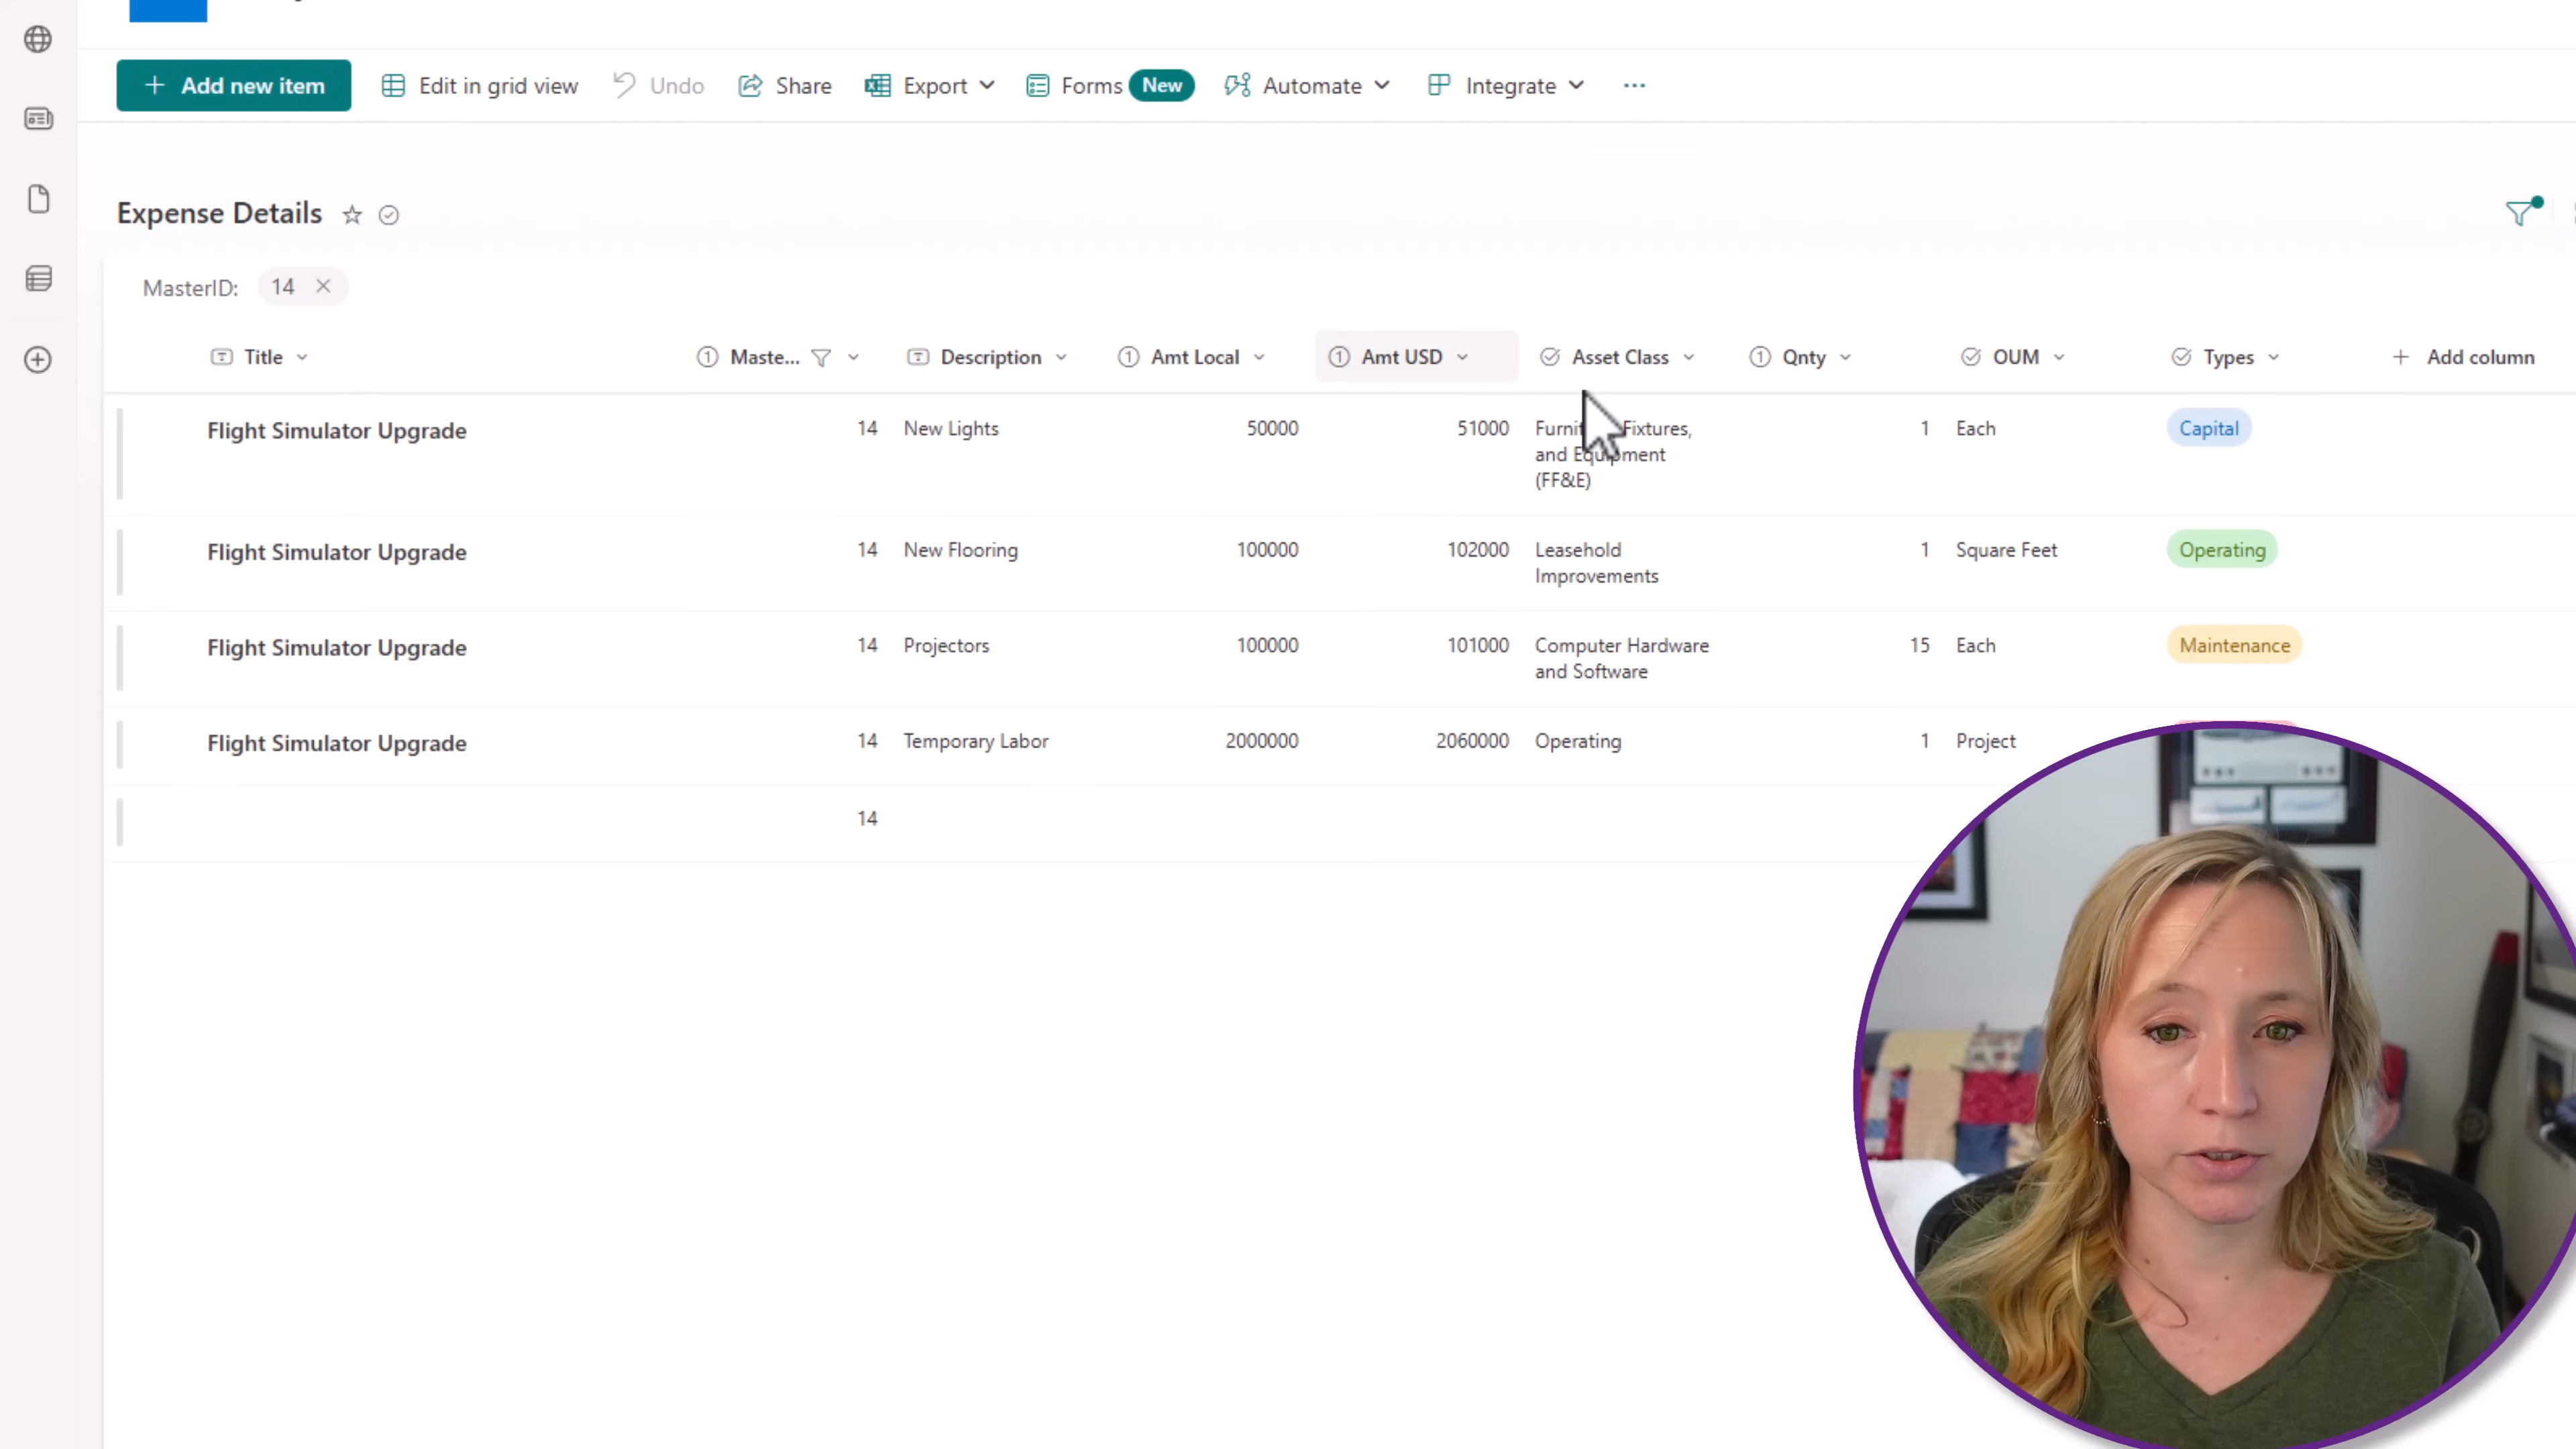 Add new item Edit in grid view Undo Share Export Forms New Automate Integrate ...
Expense Details
MasterID: 14
Title Maste... Description Amt Local Amt USD Asset Class Qnty OUM Types Add column
Flight Simulator Upgrade 14 New Lights 50000 51000 1 Each Capital
and Equipment
(FF&E)
Flight Simulator Upgrade 14 New Flooring 100000 102000 Leasehold 1 Square Feet Operating
Improvements
Flight Simulator Upgrade 14 Projectors 100000 101000 Computer Hardware 15 Each Maintenance
and Software
Flight Simulator Upgrade 14 Temporary Labor 2000000 2060000 Operating 1 Project
14